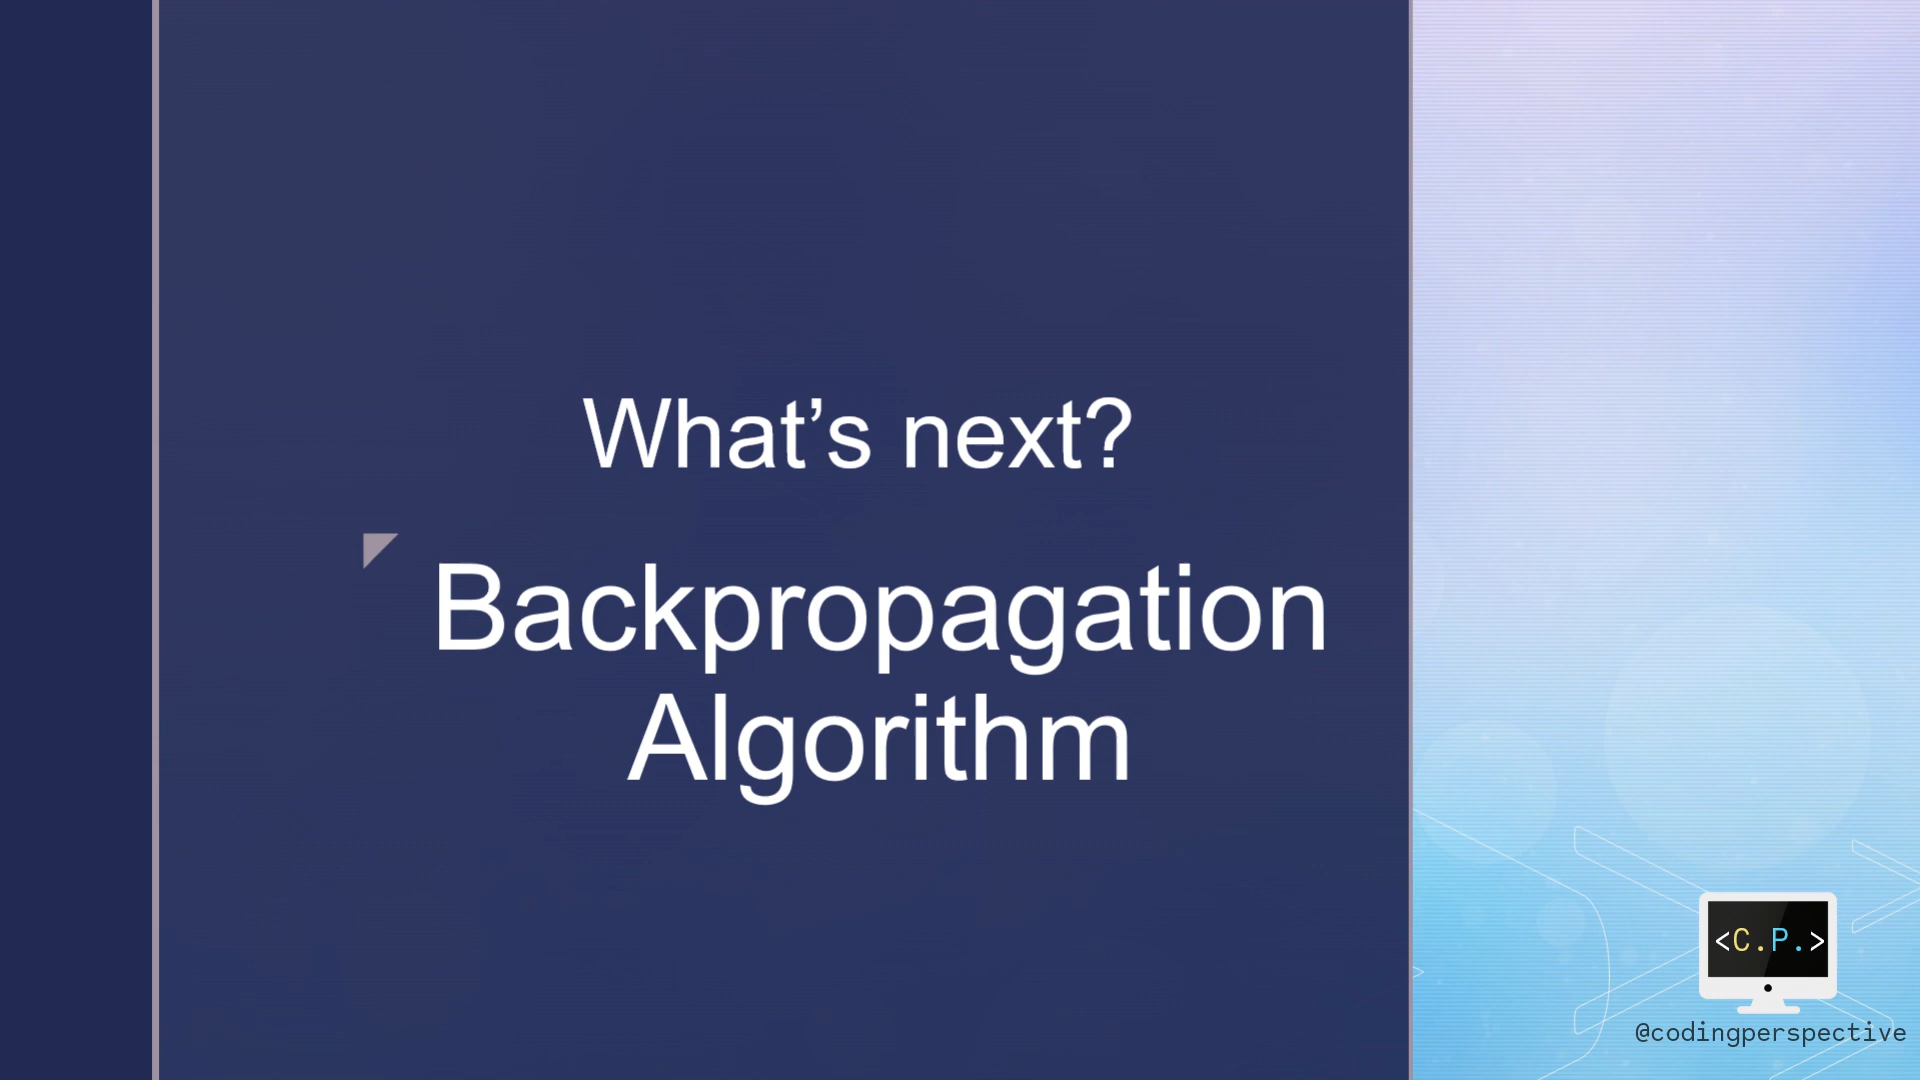 What’s next?
Backpropagation
Algorithm
<C.P.>
@codingperspective